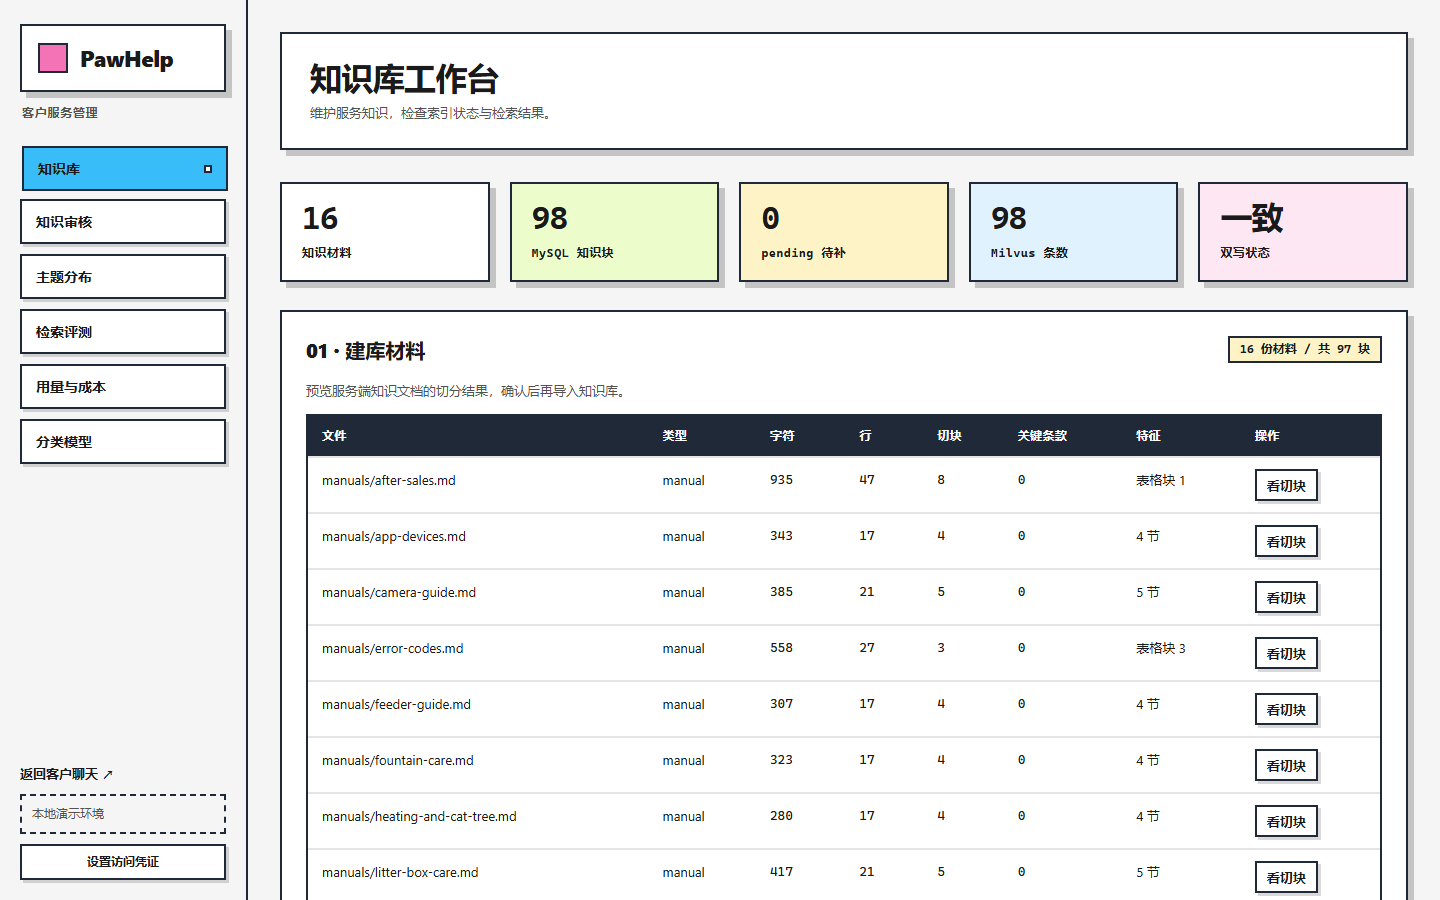 PawHelp
客户服务管理
知识库
知识审核
主题分布
检索评测
用量与成本
分类模型
返回客户聊天 ↗
本地演示环境
设置访问凭证
知识库工作台
维护服务知识，检查索引状态与检索结果。
16
知识材料
98
MySQL 知识块
0
pending 待补
98
Milvus 条数
一致
双写状态
01 · 建库材料
16 份材料 / 共 97 块
预览服务端知识文档的切分结果，确认后再导入知识库。
文件 类型 字符 行 切块 关键条款 特征 操作
manuals/after-sales.md manual 935 47 8 0 表格块 1 看切块
manuals/app-devices.md manual 343 17 4 0 4 节 看切块
manuals/camera-guide.md manual 385 21 5 0 5 节 看切块
manuals/error-codes.md manual 558 27 3 0 表格块 3 看切块
manuals/feeder-guide.md manual 307 17 4 0 4 节 看切块
manuals/fountain-care.md manual 323 17 4 0 4 节 看切块
manuals/heating-and-cat-tree.md manual 280 17 4 0 4 节 看切块
manuals/litter-box-care.md manual 417 21 5 0 5 节 看切块